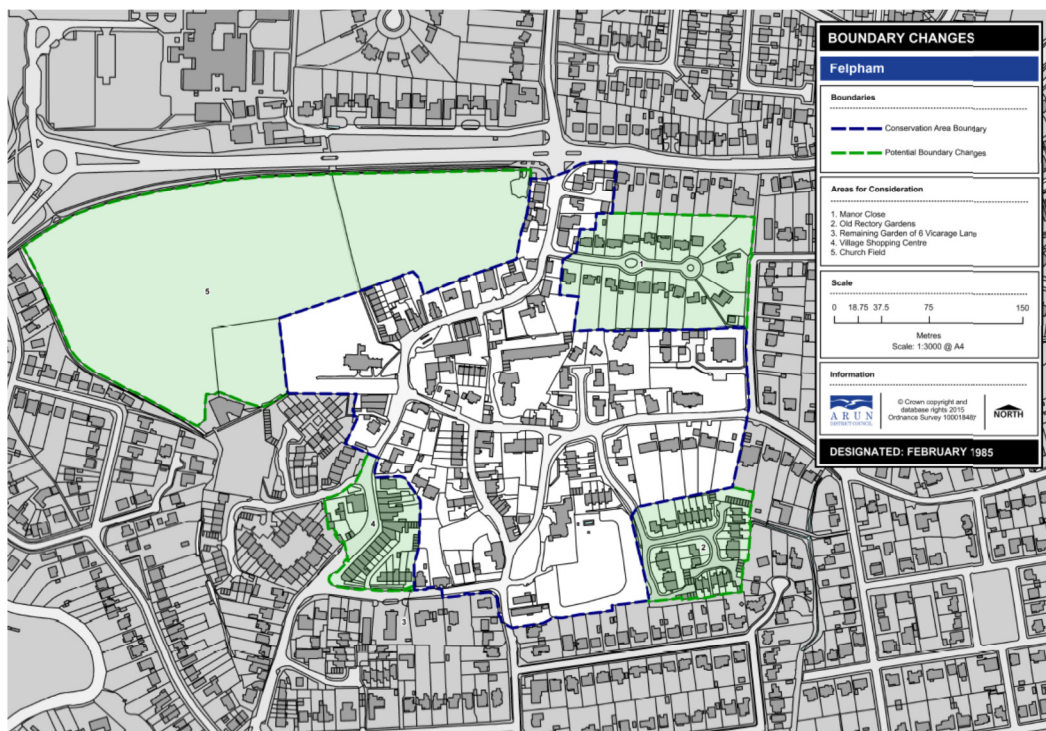 BOUNDARY CHANGES
Felpham
Boundaries
Conservation Area Boundary
Potential Boundary Changes
Areas for Consideration
1. Manor Close
2. Old Rectory Gardens
3. Remaining Garden of 6 Vicarage Lane
4. Village Shopping Centre
5. Church Field
Scale
0 18.75 37.5 75 150
Metres
Scale: 1:3000 @ A4
Information
ARUN
DISTRICT COUNCIL
© Crown copyright and
database rights 2015
Ordnance Survey 10001848
NORTH
DESIGNATED: FEBRUARY 1985
1
5
4
2
3